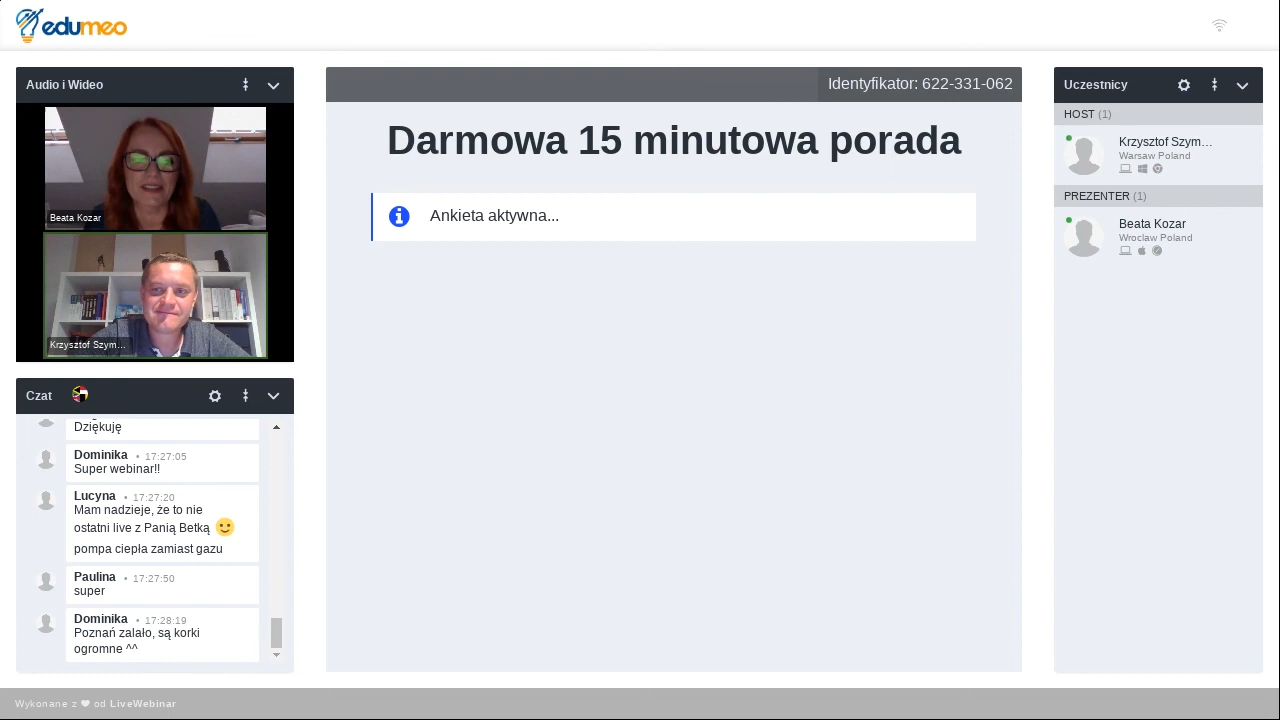 edumeo
Audio i Wideo
Beata Kozar
Krzysztof Szym...
Czat
Dziękuję
Dominika • 17:27:05
Super webinar!!
Lucyna • 17:27:20
Mam nadzieje, że to nie
ostatni live z Panią Betką
pompa ciepła zamiast gazu
Paulina • 17:27:50
super
Dominika • 17:28:19
Poznań zalało, są korki
ogromne ^^
Identyfikator: 622-331-062
Darmowa 15 minutowa porada
Ankieta aktywna...
Uczestnicy
HOST (1)
Krzysztof Szym...
Warsaw Poland
PREZENTER (1)
Beata Kozar
Wroclaw Poland
Wykonane z od LiveWebinar